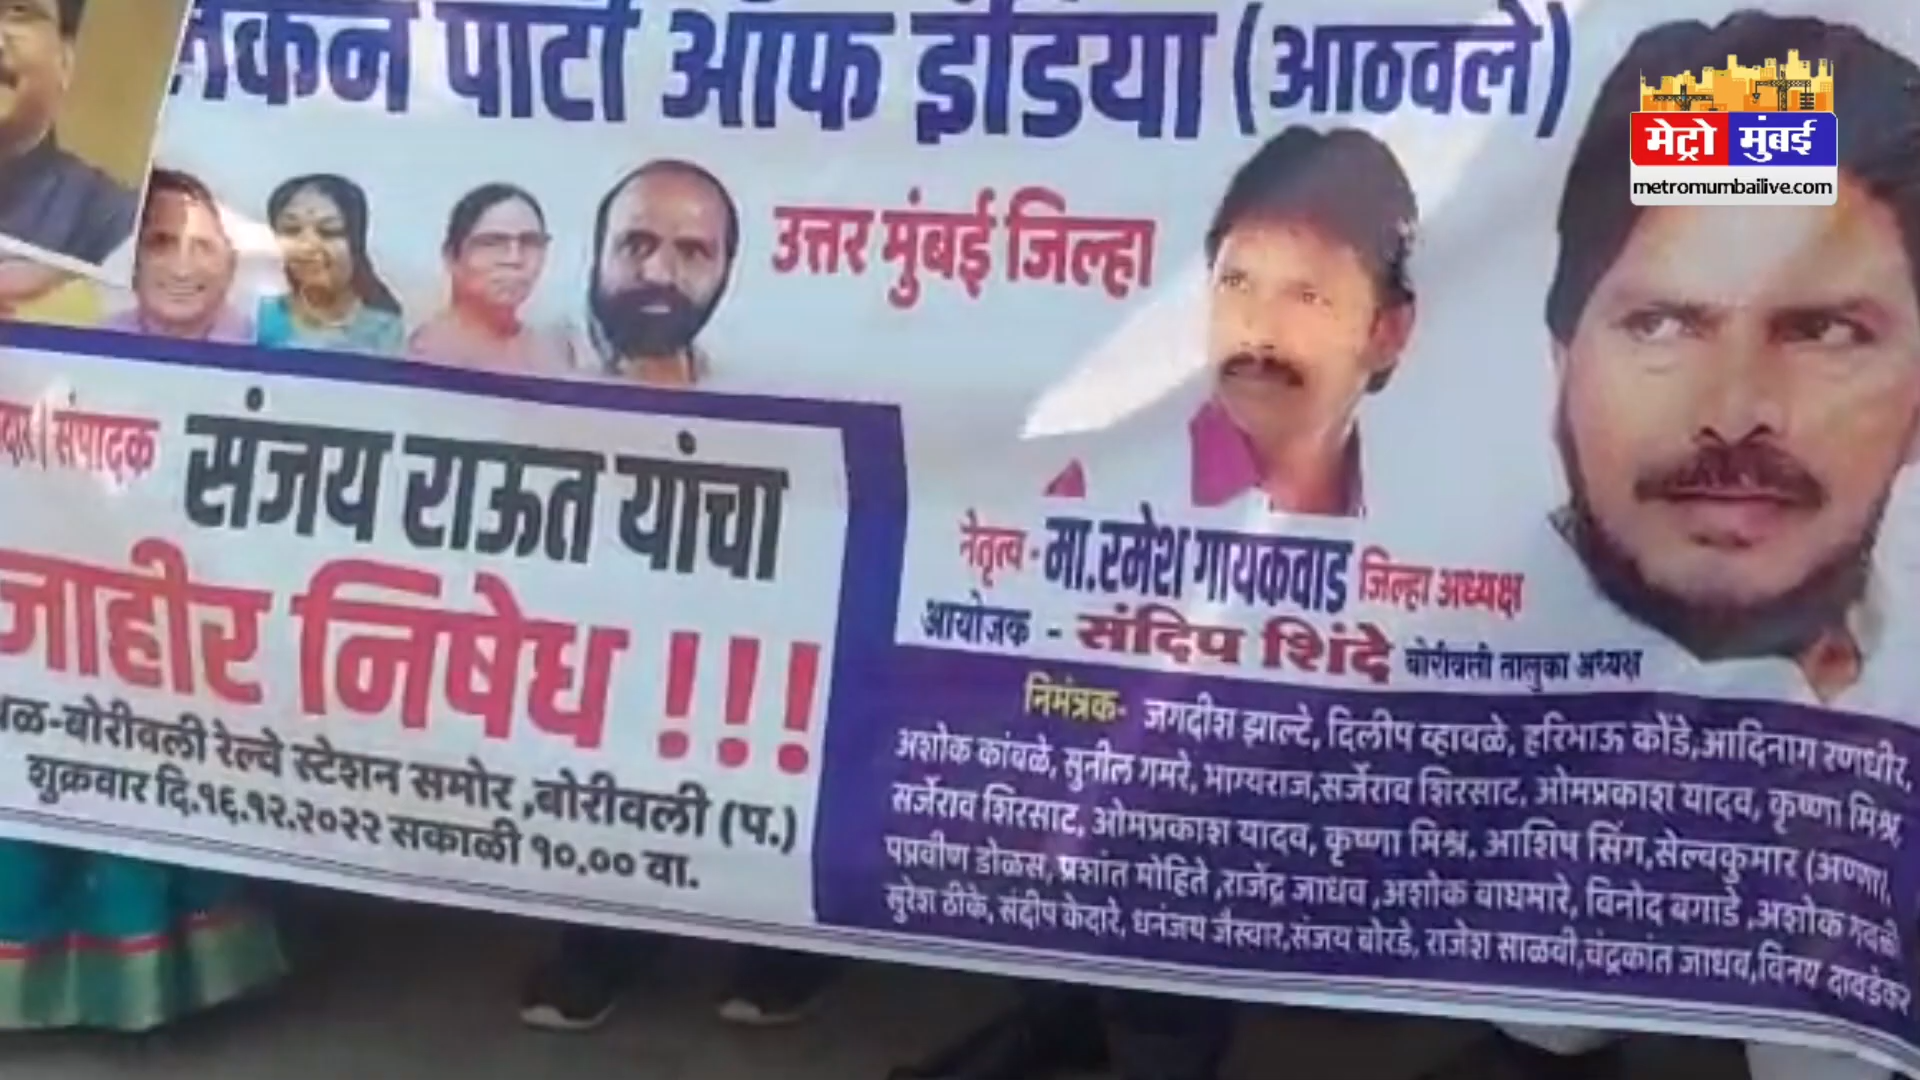 पार्टी ऑफ इंडिया (आठवले)
मेट्रो मुंबई
metromumbailive.com
उत्तर मुंबई जिल्हा
संपादक संजय राऊत यांचा
जाहीर निषेध !!!
बोरीवली रेल्वे स्टेशन समोर ,बोरीवली (प.)
शुक्रवार दि.१६.१२.२०२२ सकाळी १०.०० वा.
नेतृत्व - मा.रमेश गायकवाड जिल्हा अध्यक्ष
आयोजक - संदिप शिंदे बोरीवली तालुका अध्यक्ष
निमंत्रक- जगदीश झाल्टे, दिलीप व्हावळे, हरिभाऊ कोंडे,आदिनाग रणधीर,
अशोक कांबळे, सुनील गमरे, भाग्यराज,सर्जेराव शिरसाट, ओमप्रकाश यादव, कृष्णा मिश्र,
सर्जेराव शिरसाट, ओमप्रकाश यादव, कृष्णा मिश्र, आशिष सिंग,सेल्वकुमार (अण्णा),
पप्रवीण डोळस, प्रशांत मोहिते ,राजेंद्र जाधव ,अशोक वाघमारे, विनोद बगाडे ,अशोक गवळी
सुरेश ठीके, संदीप केदारे, धनंजय जैस्वार,संजय बोरडे, राजेश साळवी,चंद्रकांत जाधव,विनय दावडेकर